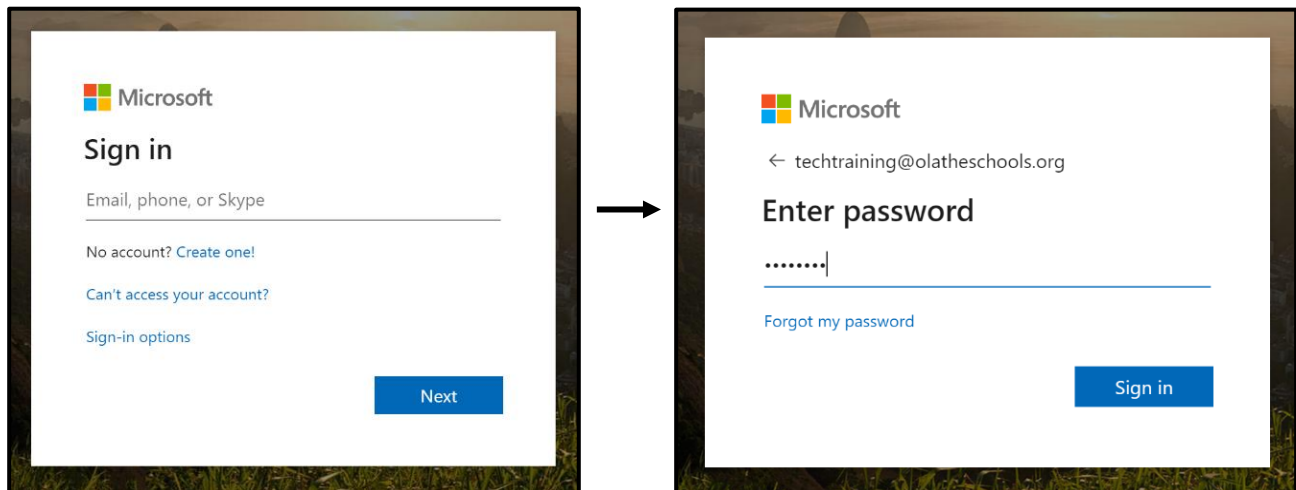 Microsoft
Sign in
Email, phone, or Skype
No account? Create one!
Can't access your account?
Sign-in options
Next
Microsoft
← techtraining@olatheschools.org
Enter password
••••••••
Forgot my password
Sign in